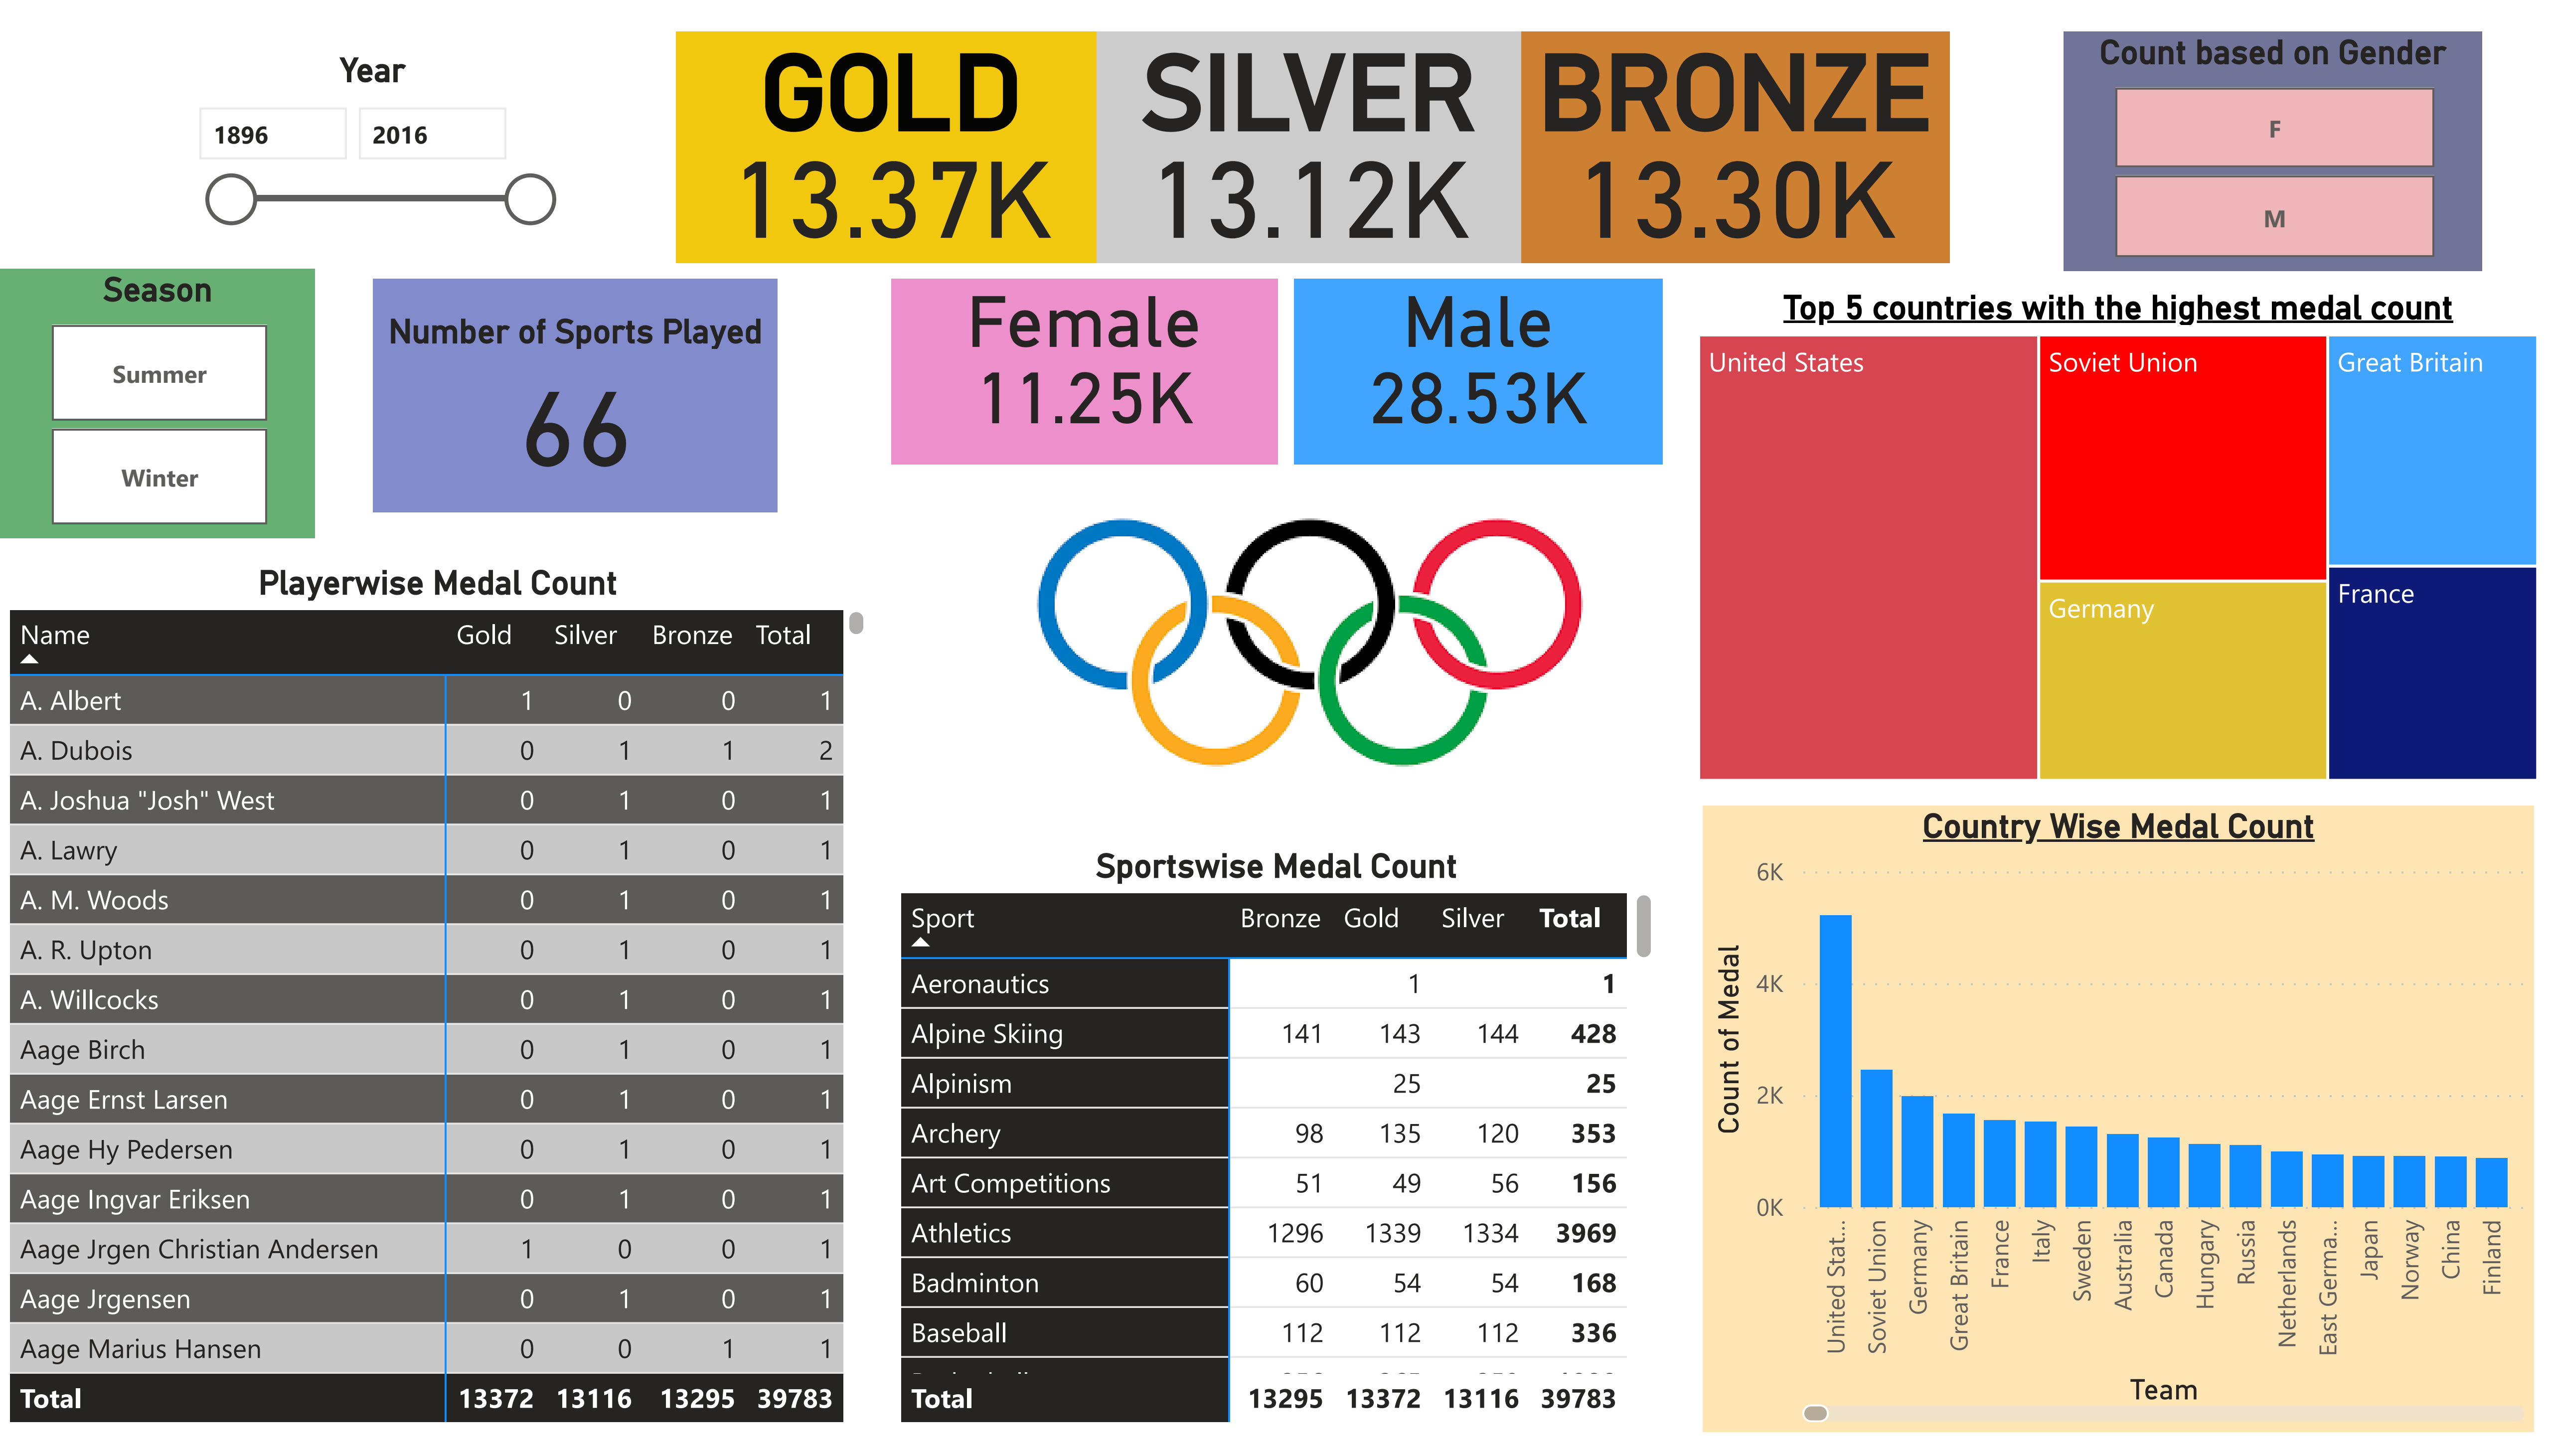 Year
1896 2016
GOLD
13.37K
SILVER
13.12K
BRONZE
13.30K
Count based on Gender
F
M
Season
Summer
Winter
Number of Sports Played
66
Female
11.25K
Male
28.53K
Top 5 countries with the highest medal count
United States
Soviet Union
Great Britain
Germany
France
Playerwise Medal Count
Name Gold Silver Bronze Total
A. Albert 1 0 0 1
A. Dubois 0 1 1 2
A. Joshua "Josh" West 0 1 0 1
A. Lawry 0 1 0 1
A. M. Woods 0 1 0 1
A. R. Upton 0 1 0 1
A. Willcocks 0 1 0 1
Aage Birch 0 1 0 1
Aage Ernst Larsen 0 1 0 1
Aage Hy Pedersen 0 1 0 1
Aage Ingvar Eriksen 0 1 0 1
Aage Jrgen Christian Andersen 1 0 0 1
Aage Jrgensen 0 1 0 1
Aage Marius Hansen 0 0 1 1
Total 13372 13116 13295 39783
Sportswise Medal Count
Sport Bronze Gold Silver Total
Aeronautics 1 1
Alpine Skiing 141 143 144 428
Alpinism 25 25
Archery 98 135 120 353
Art Competitions 51 49 56 156
Athletics 1296 1339 1334 3969
Badminton 60 54 54 168
Baseball 112 112 112 336
Total 13295 13372 13116 39783
Country Wise Medal Count
Count of Medal
6K
4K
2K
0K
United Stat...
Soviet Union
Germany
Great Britain
France
Italy
Sweden
Australia
Canada
Hungary
Russia
Netherlands
East Germa...
Japan
Norway
China
Finland
Team